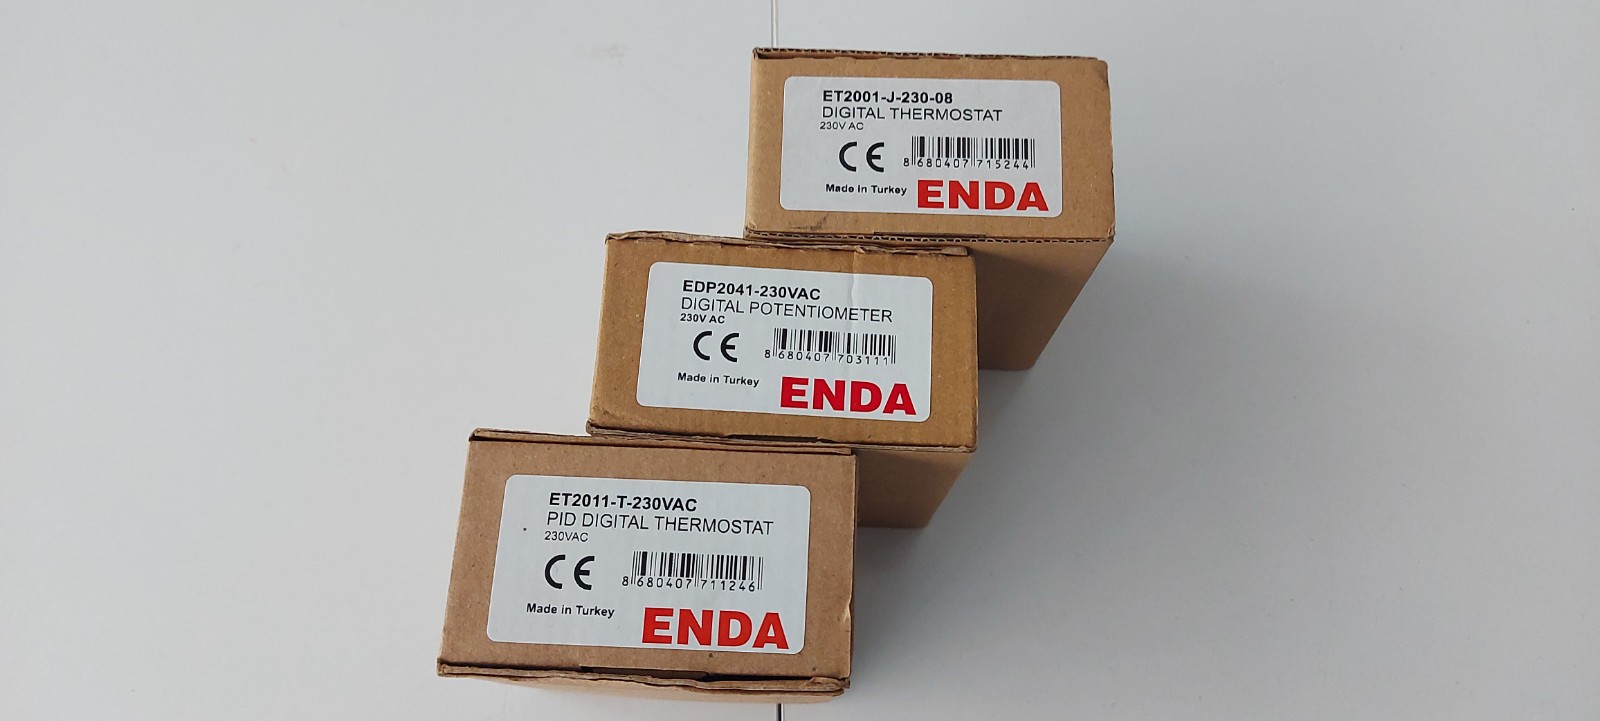 ET2001-J-230-08
DIGITAL THERMOSTAT
230V AC
CE
8 680407 715244
Made in Turkey
ENDA
EDP2041-230VAC
DIGITAL POTENTIOMETER
230V AC
CE
8 680407 703111
Made in Turkey
ENDA
ET2011-T-230VAC
PID DIGITAL THERMOSTAT
230VAC
CE
8 680407 711246
Made in Turkey
ENDA